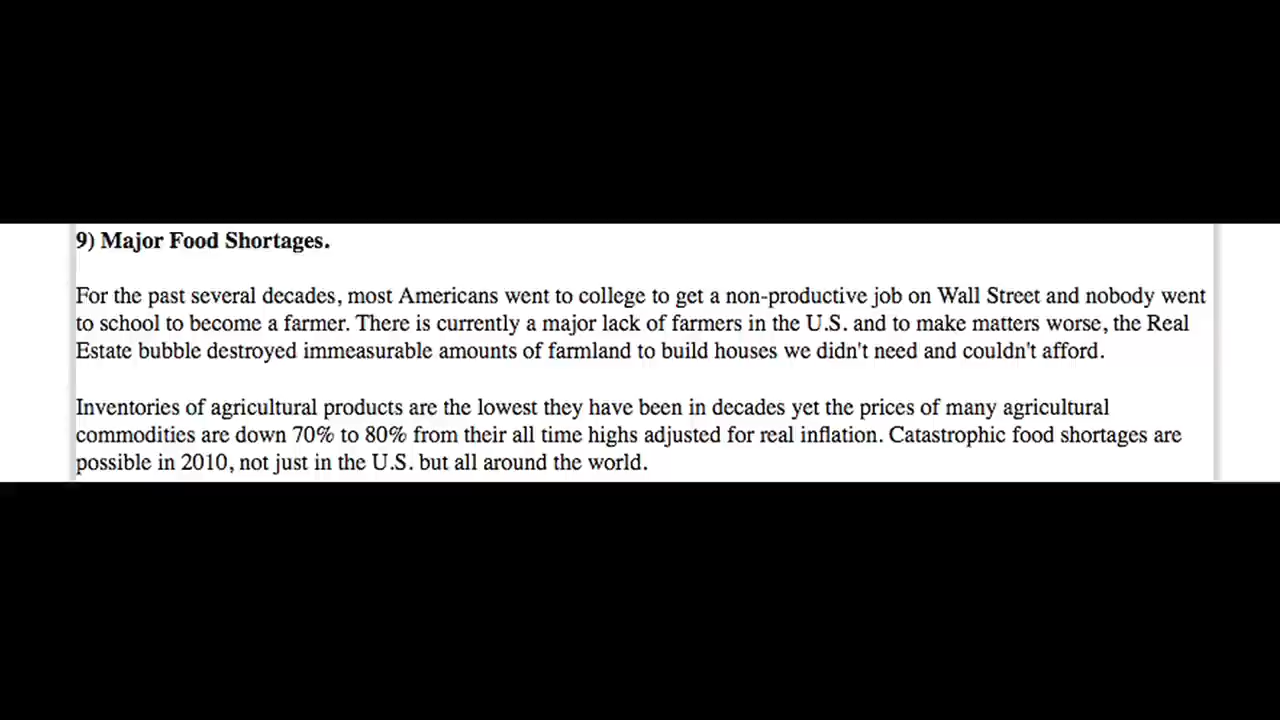 9) Major Food Shortages.
For the past several decades, most Americans went to college to get a non-productive job on Wall Street and nobody went
to school to become a farmer. There is currently a major lack of farmers in the U.S. and to make matters worse, the Real
Estate bubble destroyed immeasurable amounts of farmland to build houses we didn't need and couldn't afford.
Inventories of agricultural products are the lowest they have been in decades yet the prices of many agricultural
commodities are down 70% to 80% from their all time highs adjusted for real inflation. Catastrophic food shortages are
possible in 2010, not just in the U.S. but all around the world.